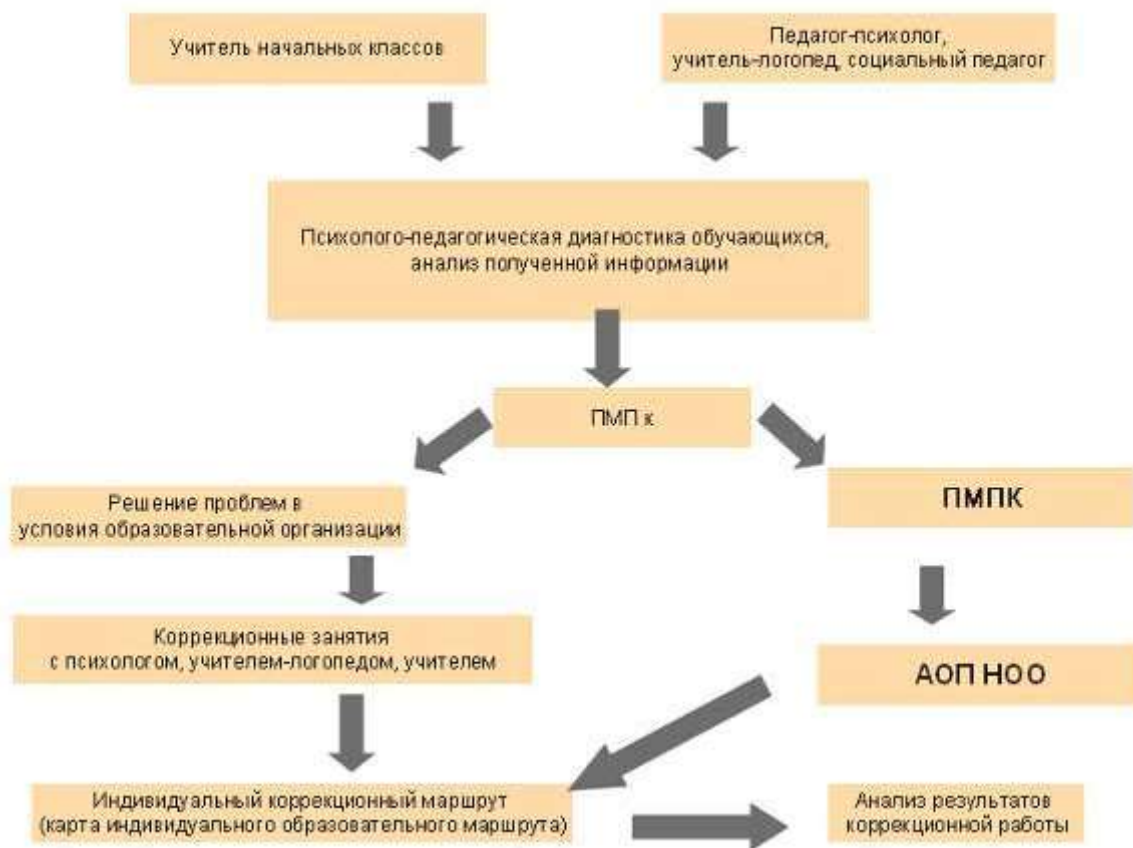 Учитель начальных классов
Педагог-психолог,
учитель-логопед, социальный педагог
Психолого-педагогическая диагностика обучающихся,
анализ полученной информации
ПМП к
Решение проблем в
условия образовательной организации
ПМПК
Коррекционные занятия
с психологом, учителем-логопедом, учителем
АОП НОО
Индивидуальный коррекционный маршрут
(карта индивидуального образовательного маршрута)
Анализ результатов
коррекционной работы